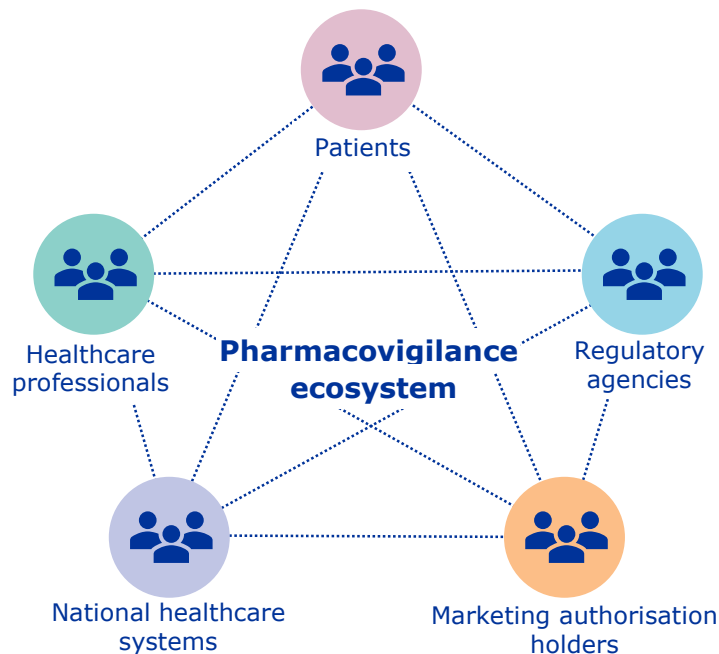 Patients
Healthcare
professionals
Pharmacovigilance
ecosystem
Regulatory
agencies
National healthcare
systems
Marketing authorisation
holders